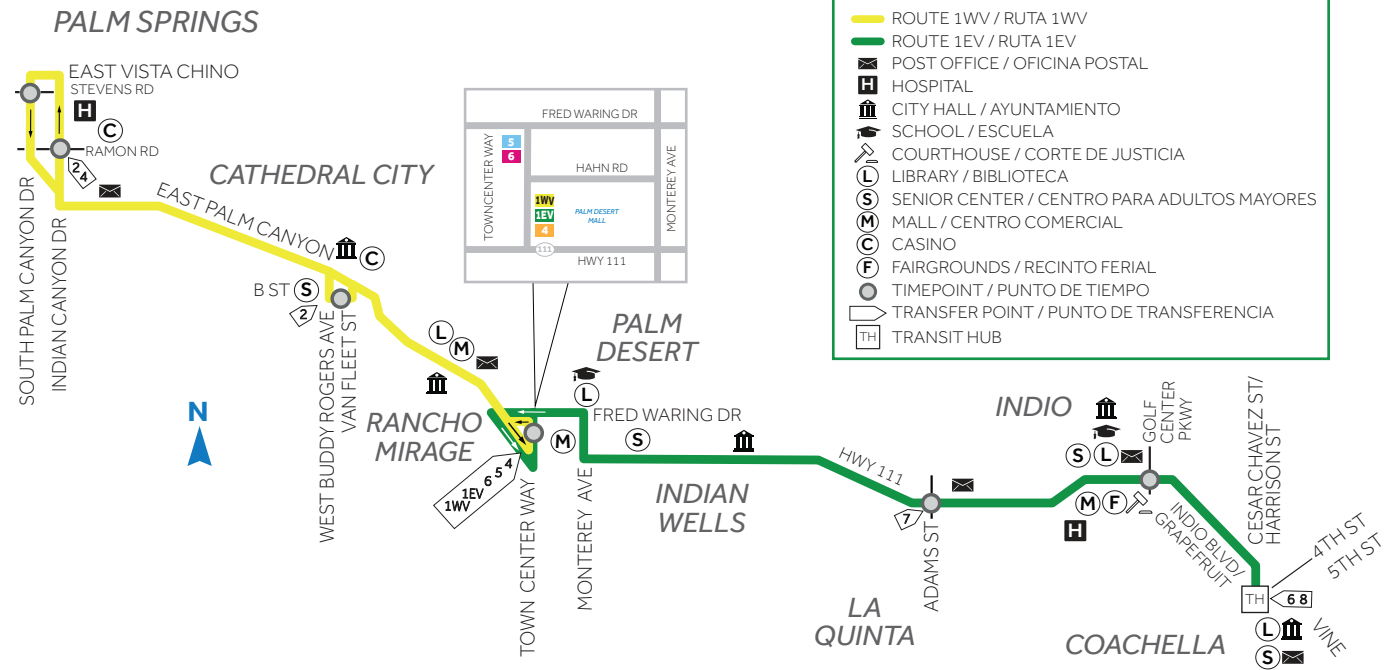 PALM SPRINGS
EAST VISTA CHINO
STEVENS RD
H
C
RAMON RD
2
4
SOUTH PALM CANYON DR
INDIAN CANYON DR
CATHEDRAL CITY
EAST PALM CANYON
C
B ST
S
2
WEST BUDDY ROGERS AVE
VAN FLEET ST
N
L
M
RANCHO
MIRAGE
1WV
1EV
6
5
4
FRED WARING DR
TOWNCENTER WAY
5
6
HAHN RD
MONTEREY AVE
1WV
1EV
4
PALM DESERT
MALL
111
HWY 111
PALM
DESERT
L
FRED WARING DR
M
S
TOWN CENTER WAY
MONTEREY AVE
INDIAN
WELLS
HWY 111
7
ADAMS ST
LA
QUINTA
INDIO
S
L
M
F
H
GOLF
CENTER
PKWY
INDIO BLVD/
GRAPEFRUIT
CESAR CHAVEZ ST/
HARRISON ST
4TH ST
5TH ST
TH
6 8
L
S
VINE
COACHELLA
ROUTE 1WV / RUTA 1WV
ROUTE 1EV / RUTA 1EV
POST OFFICE / OFICINA POSTAL
H HOSPITAL
CITY HALL / AYUNTAMIENTO
SCHOOL / ESCUELA
COURTHOUSE / CORTE DE JUSTICIA
L LIBRARY / BIBLIOTECA
S SENIOR CENTER / CENTRO PARA ADULTOS MAYORES
M MALL / CENTRO COMERCIAL
C CASINO
F FAIRGROUNDS / RECINTO FERIAL
TIMEPOINT / PUNTO DE TIEMPO
TRANSFER POINT / PUNTO DE TRANSFERENCIA
TH TRANSIT HUB